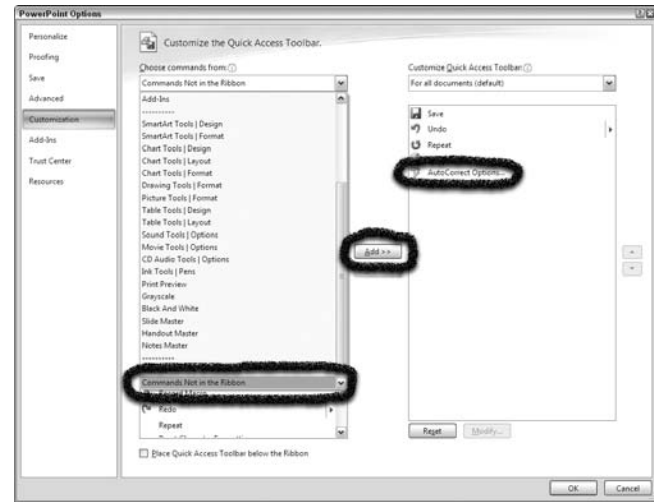 PowerPoint Options
Personalize
Proofing
Save
Advanced
Customization
Add-Ins
Trust Center
Resources
Customize the Quick Access Toolbar.
Choose commands from:
Commands Not in the Ribbon
Add-Ins
----------
SmartArt Tools | Design
SmartArt Tools | Format
Chart Tools | Design
Chart Tools | Layout
Chart Tools | Format
Drawing Tools | Format
Picture Tools | Format
Table Tools | Design
Table Tools | Layout
Sound Tools | Options
Movie Tools | Options
CD Audio Tools | Options
Ink Tools | Pens
Print Preview
Grayscale
Black And White
Slide Master
Handout Master
Notes Master
----------
Commands Not in the Ribbon
Record Macro
Redo
Repeat
Place Quick Access Toolbar below the Ribbon
Add >>
Customize Quick Access Toolbar:
For all documents (default)
Save
Undo
Repeat
AutoCorrect Options...
Reset
Modify...
OK
Cancel